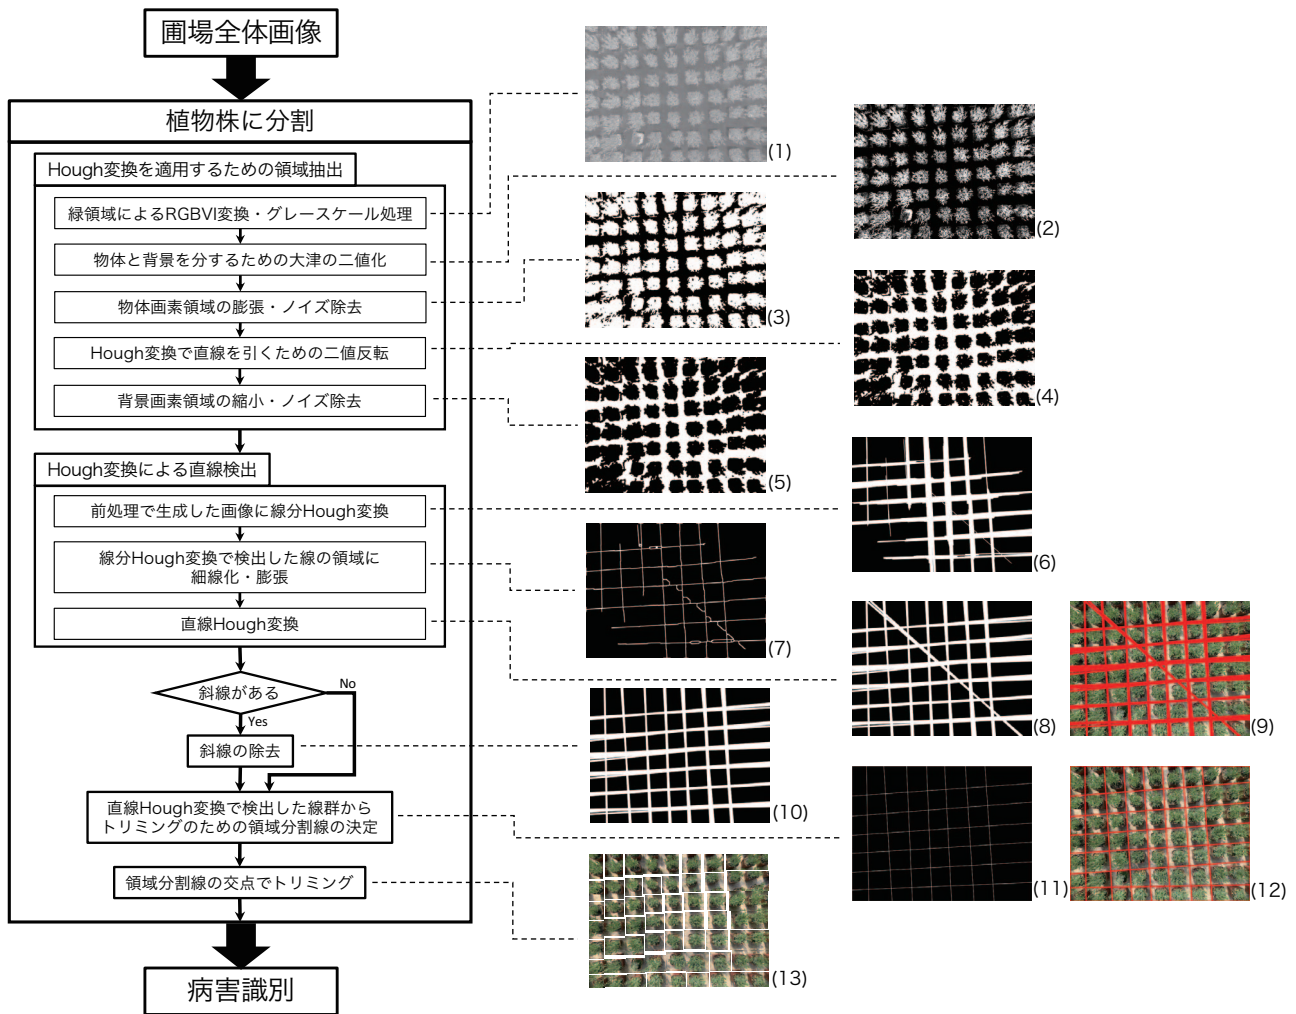 圃場全体画像
植物株に分割
Hough変換を適用するための領域抽出
緑領域によるRGBVI変換・グレースケール処理
物体と背景を分するための大津の二値化
物体画素領域の膨張・ノイズ除去
Hough変換で直線を引くための二値反転
背景画素領域の縮小・ノイズ除去
Hough変換による直線検出
前処理で生成した画像に線分Hough変換
線分Hough変換で検出した線の領域に
細線化・膨張
直線Hough変換
斜線がある
No
Yes
斜線の除去
直線Hough変換で検出した線群から
トリミングのための領域分割線の決定
領域分割線の交点でトリミング
病害識別
(1)
(2)
(3)
(4)
(5)
(6)
(7)
(8)
(9)
(10)
(11)
(12)
(13)